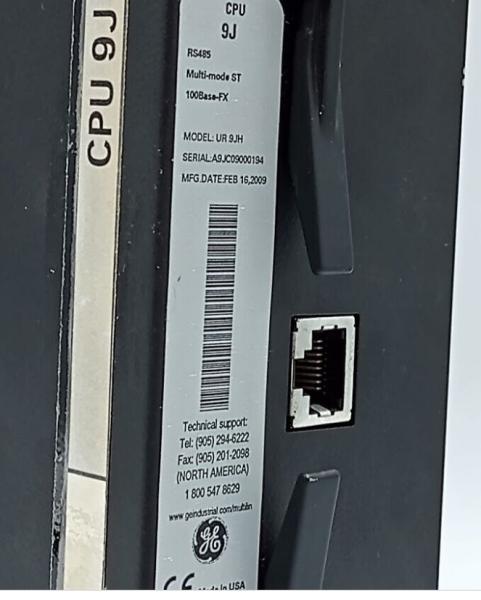 CPU 9J
CPU
9J
RS485
Multi-mode ST
100Base-FX
MODEL: UR 9JH
SERIAL:A9JC09000194
MFG.DATE.FEB 16,2009
Technical support:
Tel: (905) 294-6222
Fax: (905) 201-2098
(NORTH AMERICA)
1 800 547 8629
www.geindustrial.com/multilin
GE
CE Made in USA